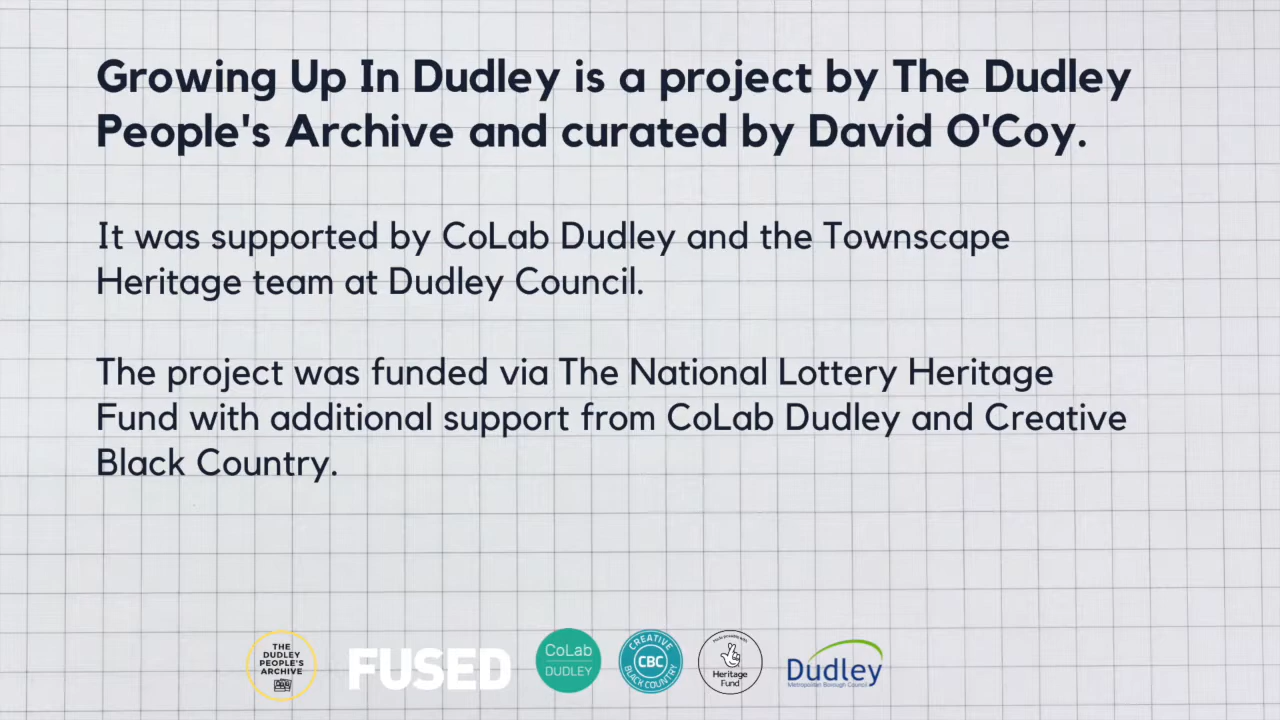 Growing Up In Dudley is a project by The Dudley
People's Archive and curated by David O'Coy.
It was supported by CoLab Dudley and the Townscape
Heritage team at Dudley Council.
The project was funded via The National Lottery Heritage
Fund with additional support from CoLab Dudley and Creative
Black Country.
THE
DUDLEY
PEOPLE'S
ARCHIVE
FUSED
CoLab
DUDLEY
CREATIVE
CBC
BLACK COUNTRY
Heritage
Fund
Dudley
Metropolitan Borough Council